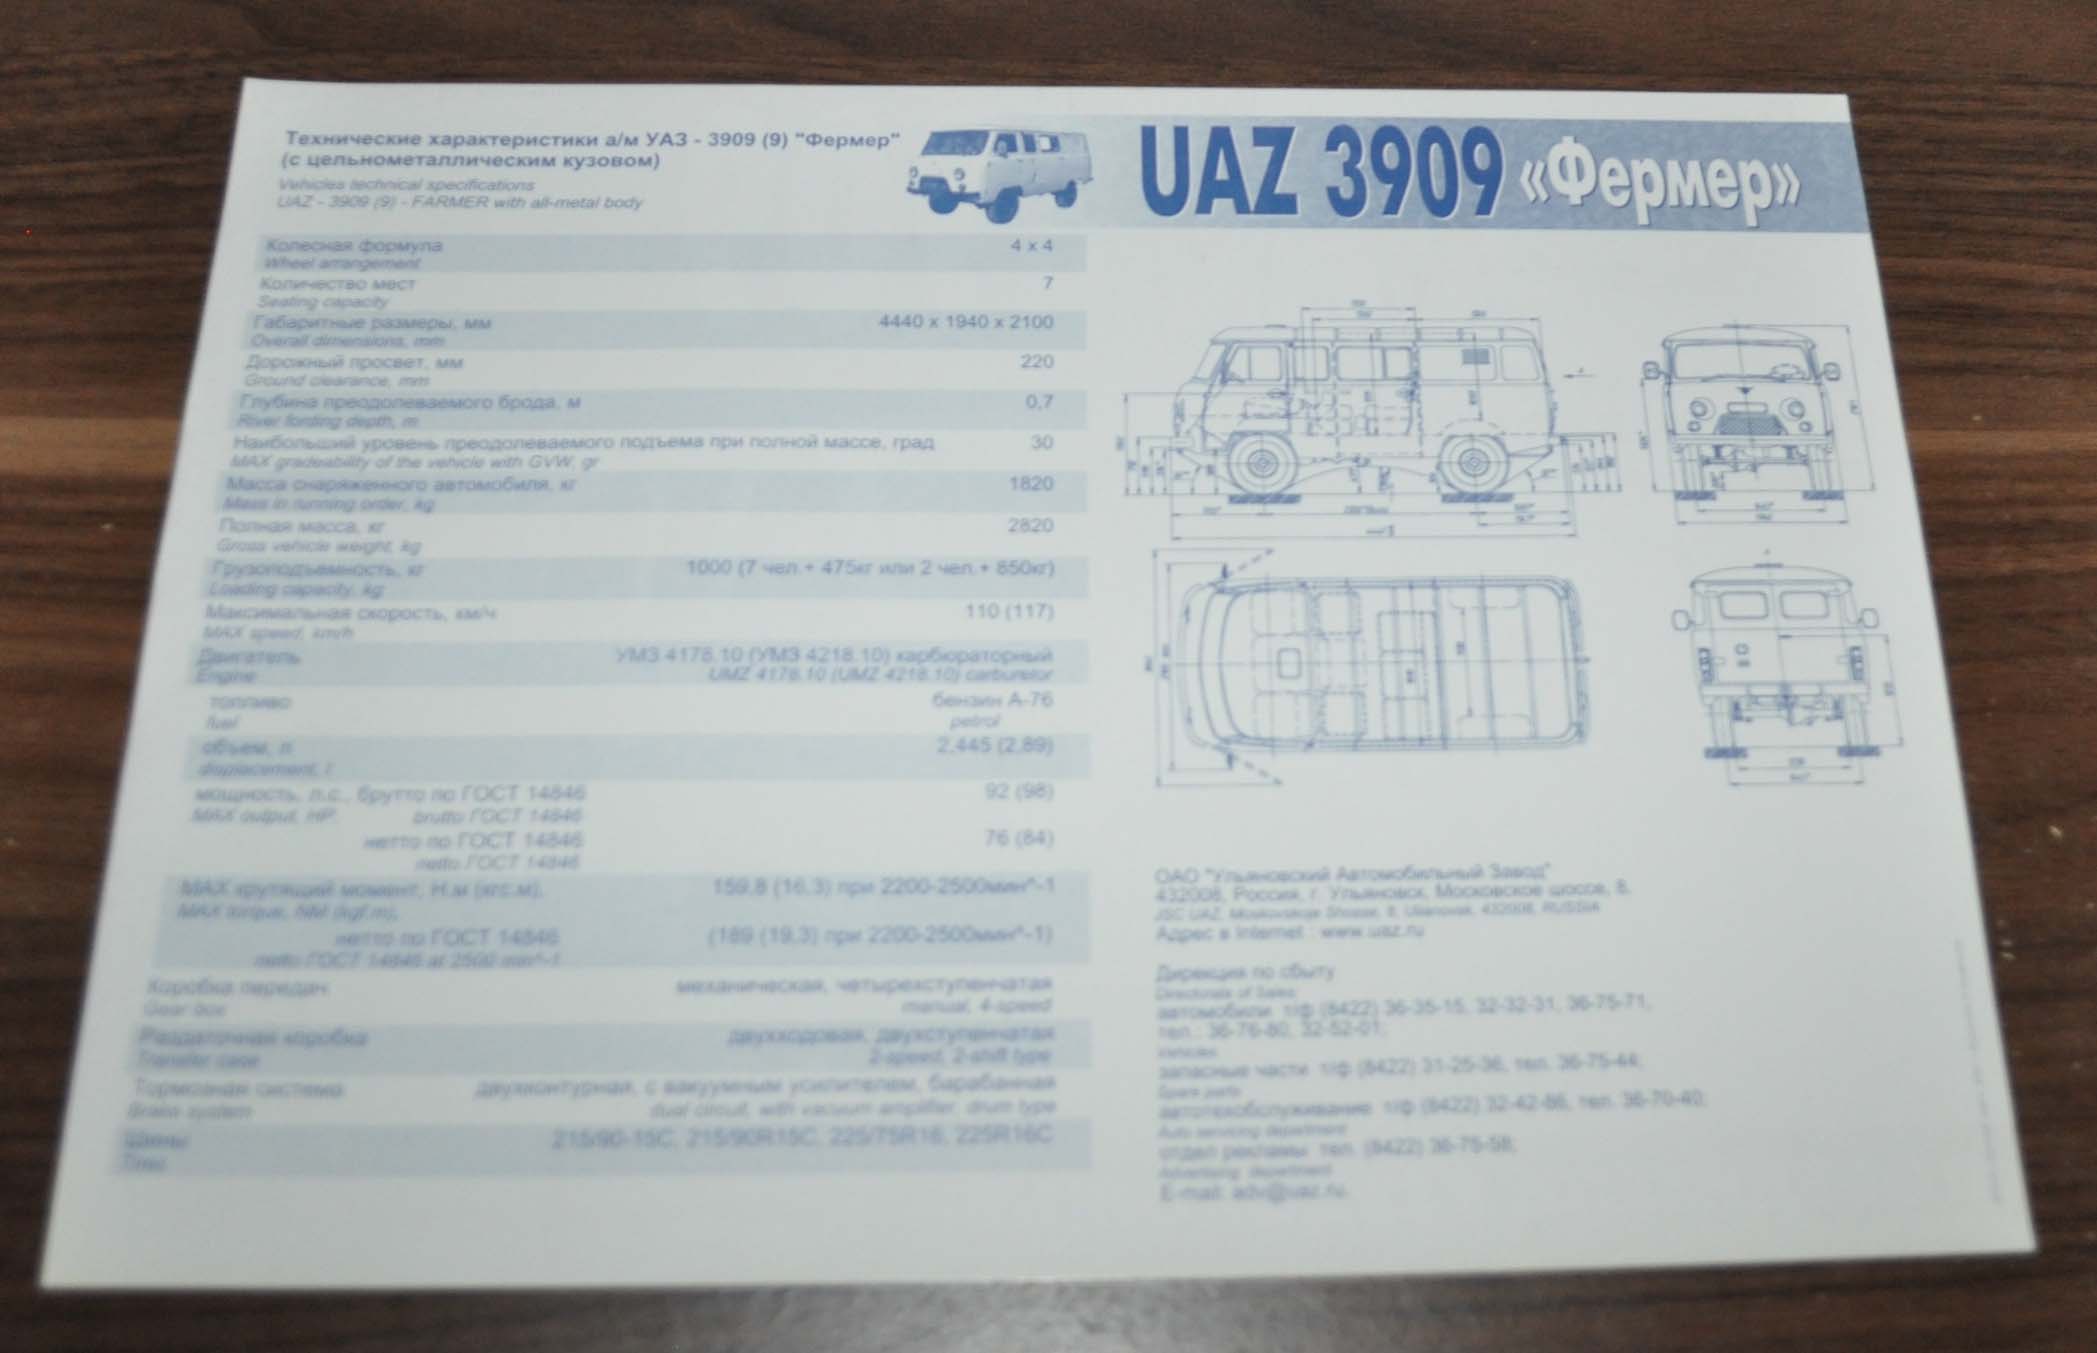 Технические характеристики а/м УАЗ - 3909 (9) "Фермер"
(с цельнометаллическим кузовом)
Vehicles technical specifications
UAZ - 3909 (9) - FARMER with all-metal body
UAZ 3909 «Фермер»
Колесная формула 4 x 4
Wheel arrangement
Количество мест 7
Seating capacity
Габаритные размеры, мм 4440 x 1940 x 2100
Overall dimensions, mm
Дорожный просвет, мм 220
Ground clearance, mm
Глубина преодолеваемого брода, м 0,7
River fording depth, m
Наибольший уровень преодолеваемого подъема при полной массе, град 30
MAX gradeability of the vehicle with GVW, gr
Масса снаряженного автомобиля, кг 1820
Mass in running order, kg
Полная масса, кг 2820
Gross vehicle weight, kg
Грузоподъемность, кг 1000 (7 чел.+ 475кг или 2 чел.+ 850кг)
Loading capacity, kg
Максимальная скорость, км/ч 110 (117)
MAX speed, km/h
Двигатель УМЗ 4178.10 (УМЗ 4218.10) карбюраторный
Engine UMZ 4178.10 (UMZ 4218.10) carburetor
топливо бензин А-76
fuel petrol
объем, л 2,445 (2,89)
displacement, l
мощность, л.с., брутто по ГОСТ 14846 92 (98)
MAX output, HP: brutto ГОСТ 14846
нетто по ГОСТ 14846 76 (84)
netto ГОСТ 14846
MAX крутящий момент, Н.м (кгс.м), 159,8 (16,3) при 2200-2500мин^-1
MAX torque, NM (kgf.m),
нетто по ГОСТ 14846 (189 (19,3) при 2200-2500мин^-1)
netto ГОСТ 14846 at 2500 min^-1
Коробка передач механическая, четырехступенчатая
Gear box manual, 4-speed
Раздаточная коробка двухходовая, двухступенчатая
Transfer case 2-speed, 2-shift type
Тормозная система двухконтурная, с вакуумным усилителем, барабанная
Brake system dual circuit, with vacuum amplifier, drum type
Шины 215/90-15C, 215/90R15C, 225/75R16, 225R16C
Tires
ОАО "Ульяновский Автомобильный Завод"
432008, Россия, г. Ульяновск, Московское шоссе, 8,
JSC UAZ, Moskovskoje Shosse, 8, Ulianovsk, 432008, RUSSIA
Адрес в Internet : www.uaz.ru
Дирекция по сбыту
Directorate of Sales:
автомобили т/ф (8422) 36-35-15, 32-32-31, 36-75-71,
тел.: 36-76-80, 32-52-01;
Vehicles
запасные части т/ф (8422) 31-25-36, тел. 36-75-44;
Spare parts
автотехобслуживание т/ф (8422) 32-42-86, тел. 36-70-40;
Auto servicing department
отдел рекламы тел. (8422) 36-75-58;
Advertising department
E-mail: adv@uaz.ru.